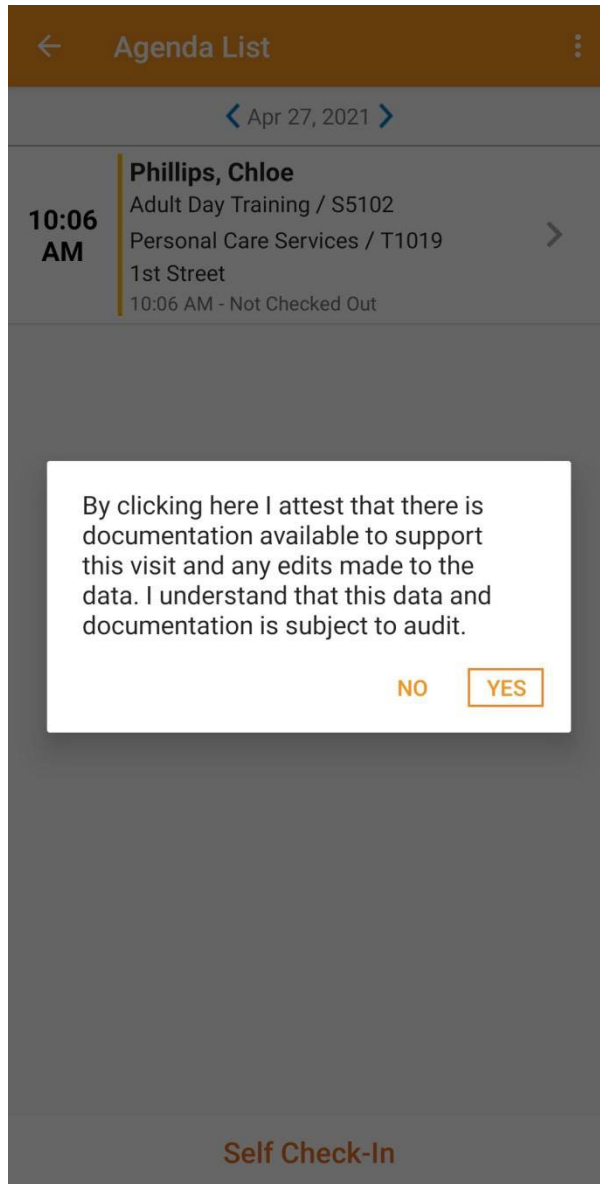 Agenda List
Apr 27, 2021
Phillips, Chloe
Adult Day Training / S5102
10:06
AM
Personal Care Services / T1019
1st Street
10:06 AM - Not Checked Out
By clicking here I attest that there is
documentation available to support
this visit and any edits made to the
data. I understand that this data and
documentation is subject to audit.
NO YES
Self Check-In